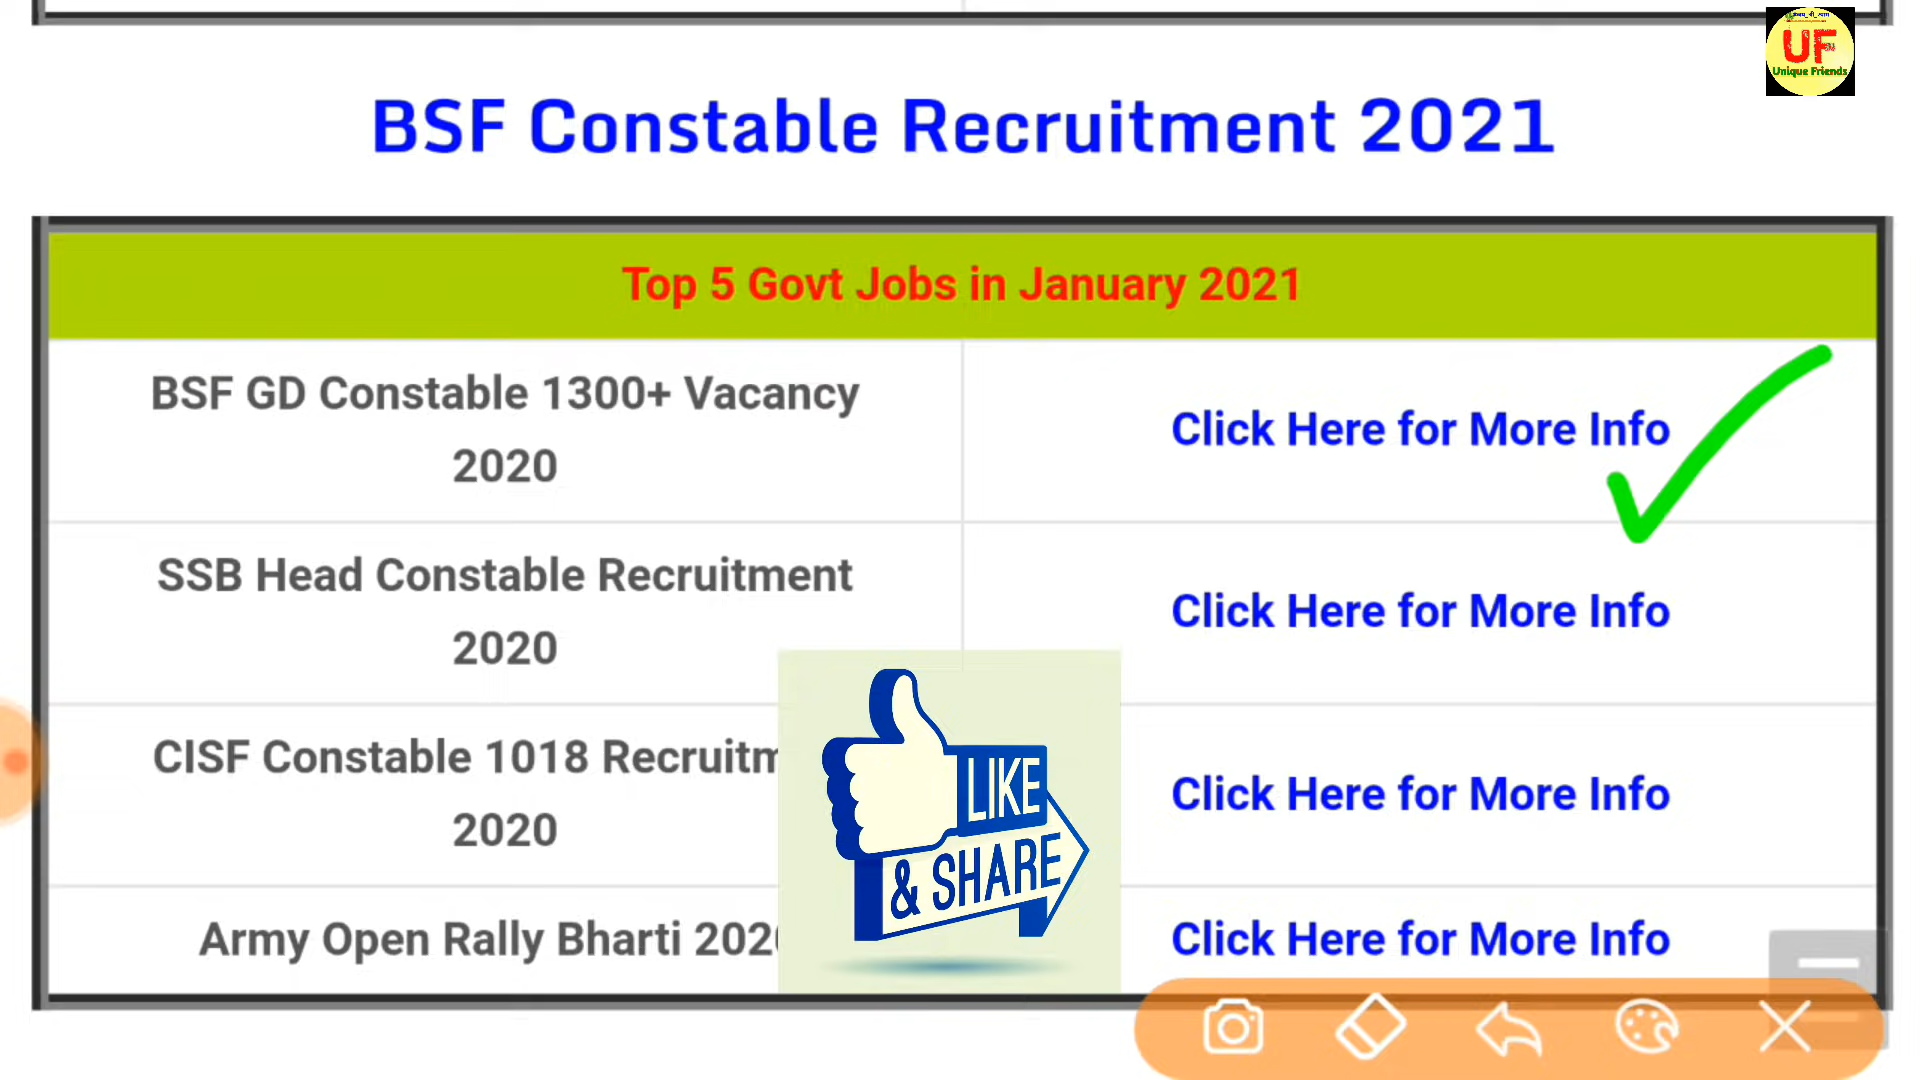 UF
Unique Friends
BSF Constable Recruitment 2021
Top 5 Govt Jobs in January 2021
BSF GD Constable 1300+ Vacancy
2020
Click Here for More Info
SSB Head Constable Recruitment
2020
Click Here for More Info
CISF Constable 1018 Recruitm
2020
Click Here for More Info
Army Open Rally Bharti 202
Click Here for More Info
LIKE
& SHARE